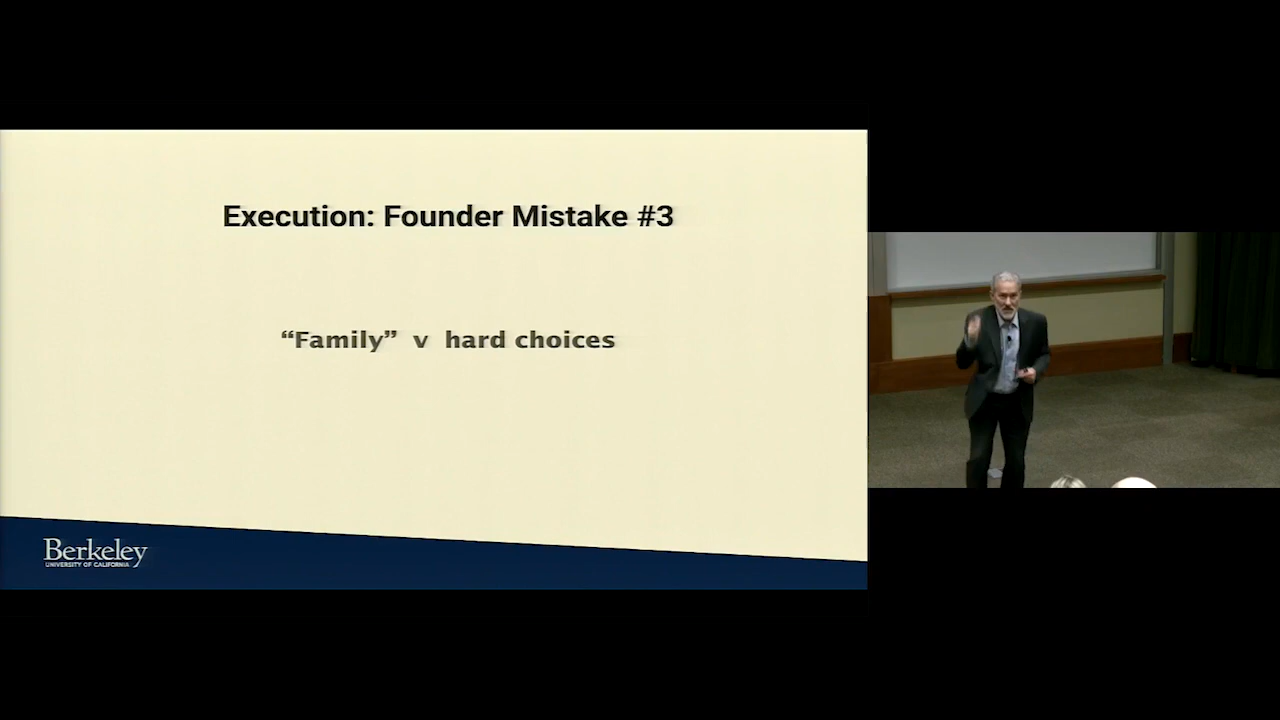 Execution: Founder Mistake #3
“Family” v hard choices
Berkeley
UNIVERSITY OF CALIFORNIA